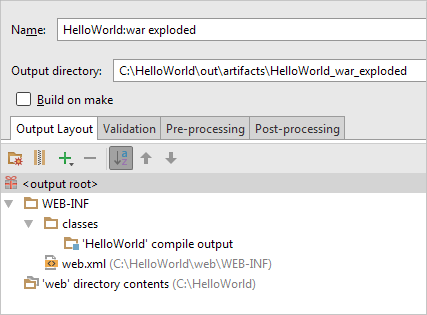 Name: HelloWorld:war exploded
Output directory: C:\HelloWorld\out\artifacts\HelloWorld_war_exploded
Build on make
Output Layout Validation Pre-processing Post-processing
<output root>
WEB-INF
classes
'HelloWorld' compile output
web.xml (C:\HelloWorld\web\WEB-INF)
'web' directory contents (C:\HelloWorld)